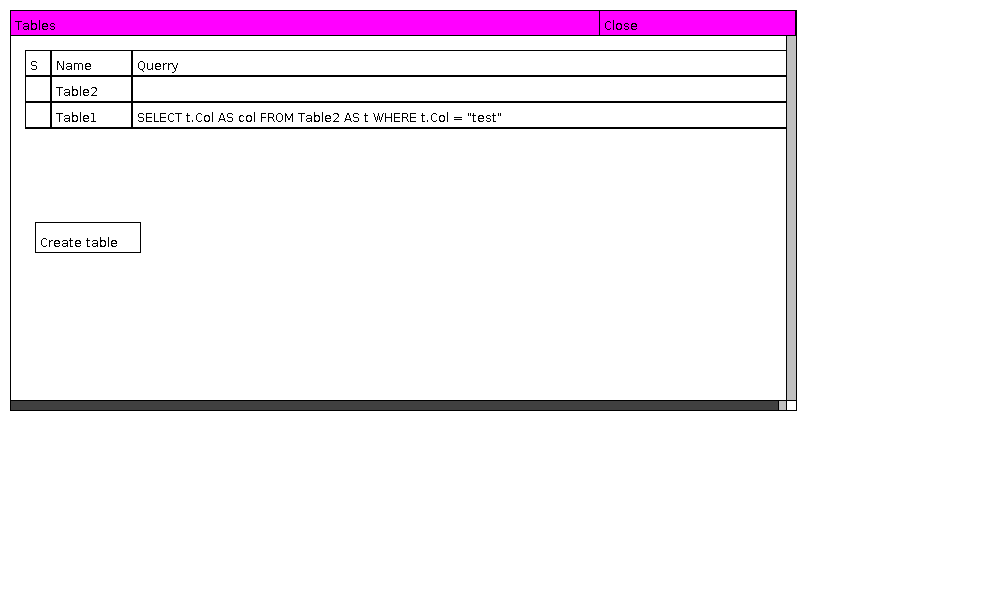 Tables Close
S Name Querry
Table2
Table1 SELECT t.Col AS col FROM Table2 AS t WHERE t.Col = "test"
Create table